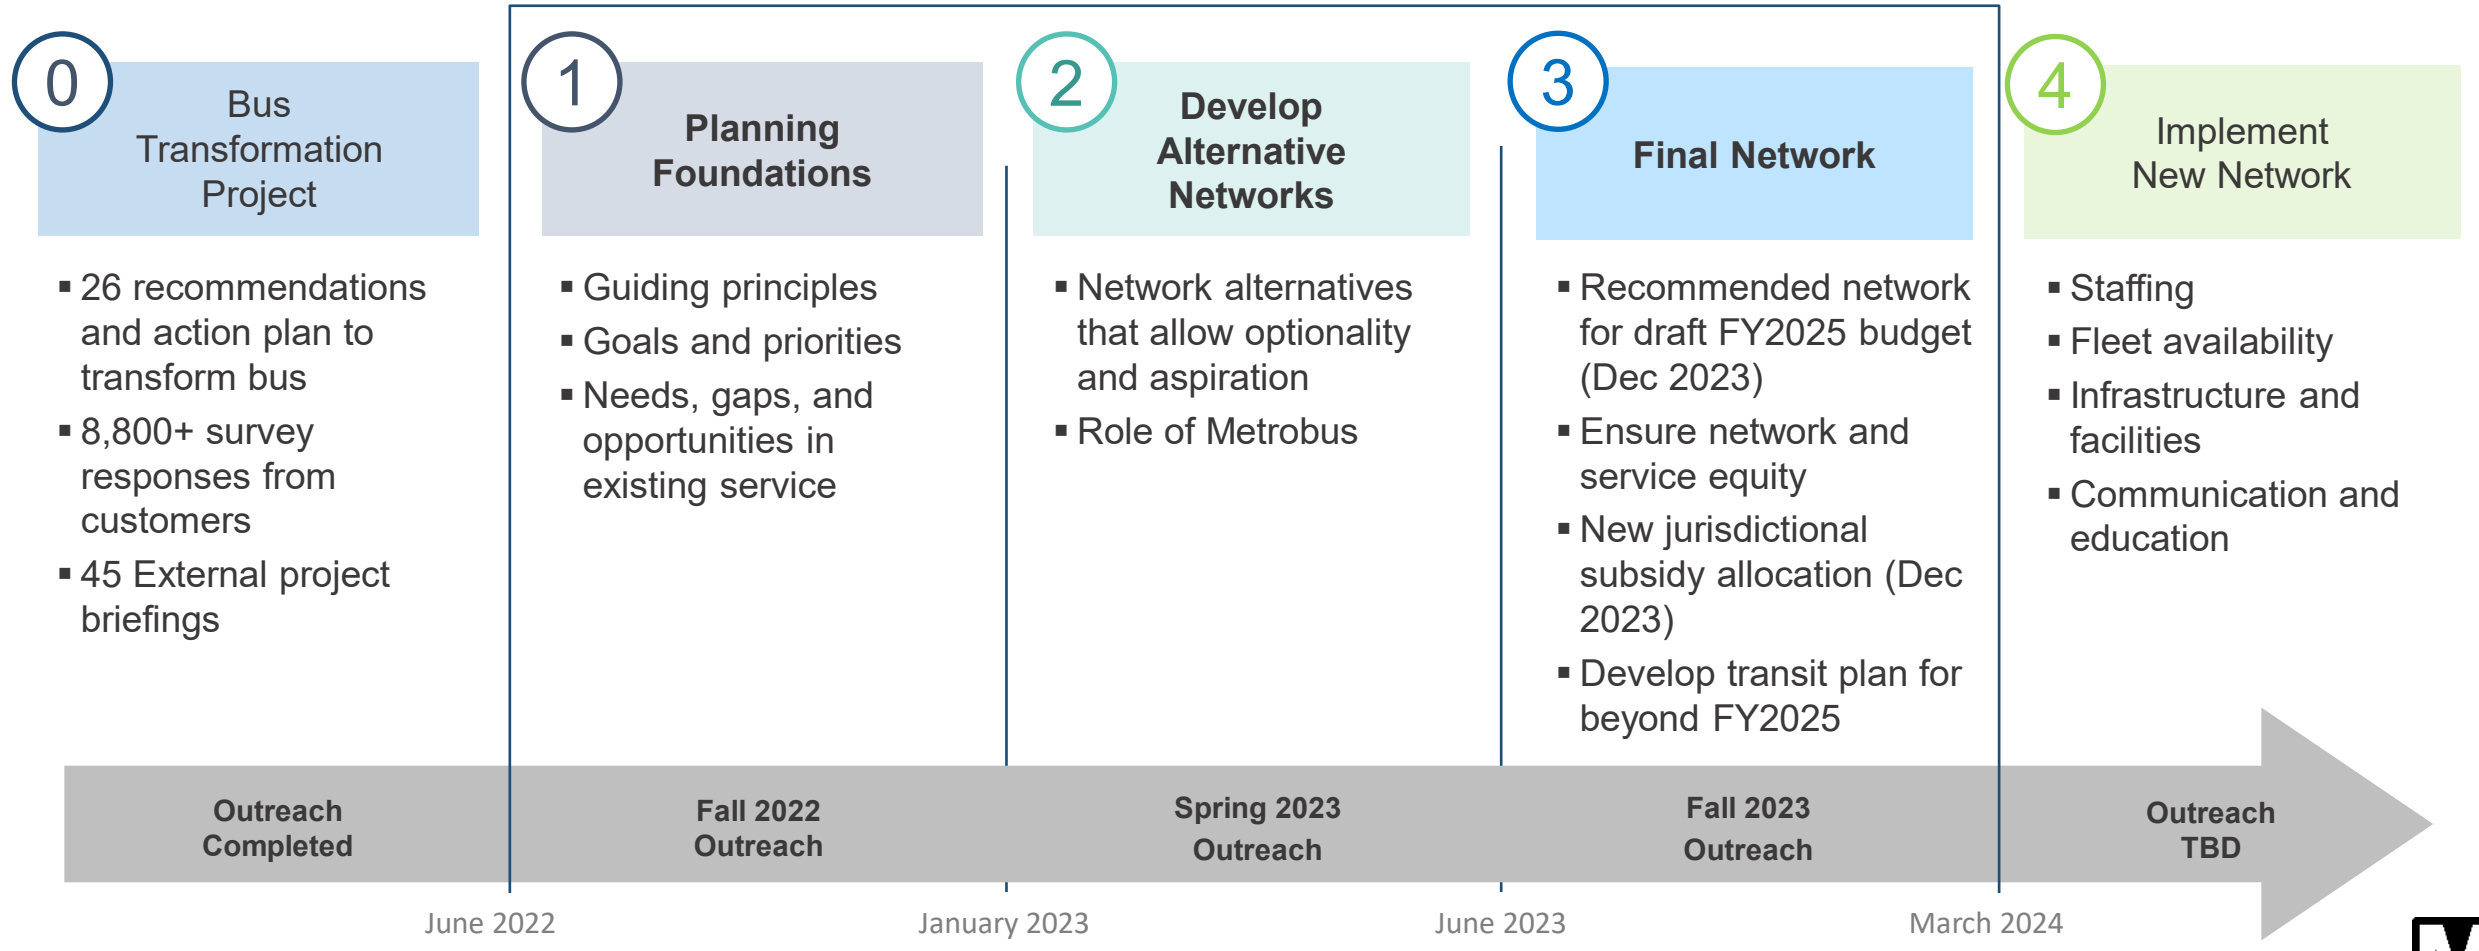 0
Bus
Transformation
Project
▪ 26 recommendations
and action plan to
transform bus
▪ 8,800+ survey
responses from
customers
▪ 45 External project
briefings
1
Planning
Foundations
▪ Guiding principles
▪ Goals and priorities
▪ Needs, gaps, and
opportunities in
existing service
2
Develop
Alternative
Networks
▪ Network alternatives
that allow optionality
and aspiration
▪ Role of Metrobus
3
Final Network
▪ Recommended network
for draft FY2025 budget
(Dec 2023)
▪ Ensure network and
service equity
▪ New jurisdictional
subsidy allocation (Dec
2023)
▪ Develop transit plan for
beyond FY2025
4
Implement
New Network
▪ Staffing
▪ Fleet availability
▪ Infrastructure and
facilities
▪ Communication and
education
Outreach
Completed
Fall 2022
Outreach
Spring 2023
Outreach
Fall 2023
Outreach
Outreach
TBD
June 2022
January 2023
June 2023
March 2024